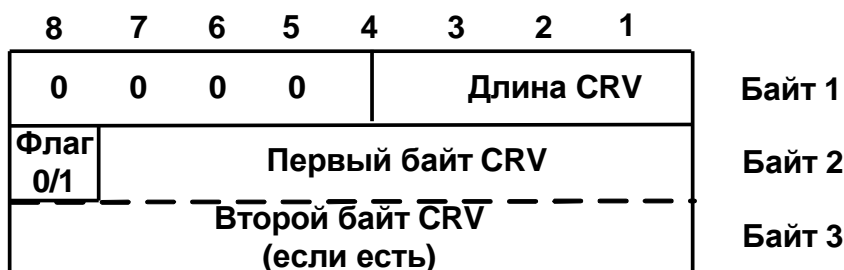 8 7 6 5 4 3 2 1
0 0 0 0 Длина CRV Байт 1
Флаг
0/1 Первый байт CRV Байт 2
Второй байт CRV
(если есть) Байт 3